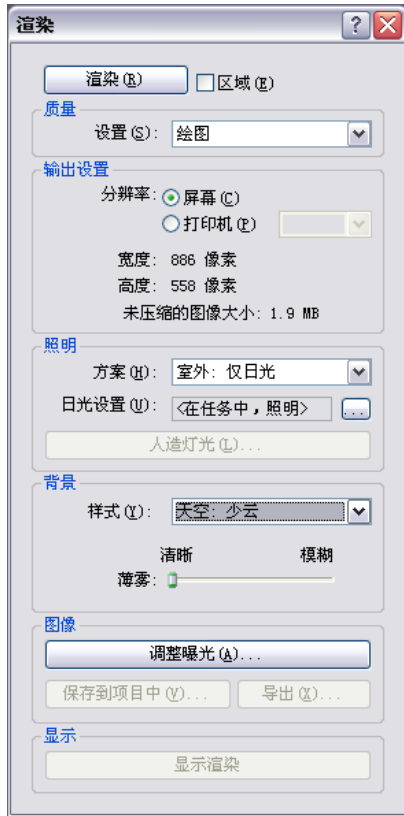 渲染
渲染(R) 区域(E)
质量
设置(S): 绘图
输出设置
分辨率: 屏幕(C)
打印机(P)
宽度: 886 像素
高度: 558 像素
未压缩的图像大小: 1.9 MB
照明
方案(H): 室外: 仅日光
日光设置(U): <在任务中，照明> ...
人造灯光(L)...
背景
样式(Y): 天空: 少云
清晰 模糊
薄雾:
图像
调整曝光(A)...
保存到项目中(V)... 导出(X)...
显示
显示渲染